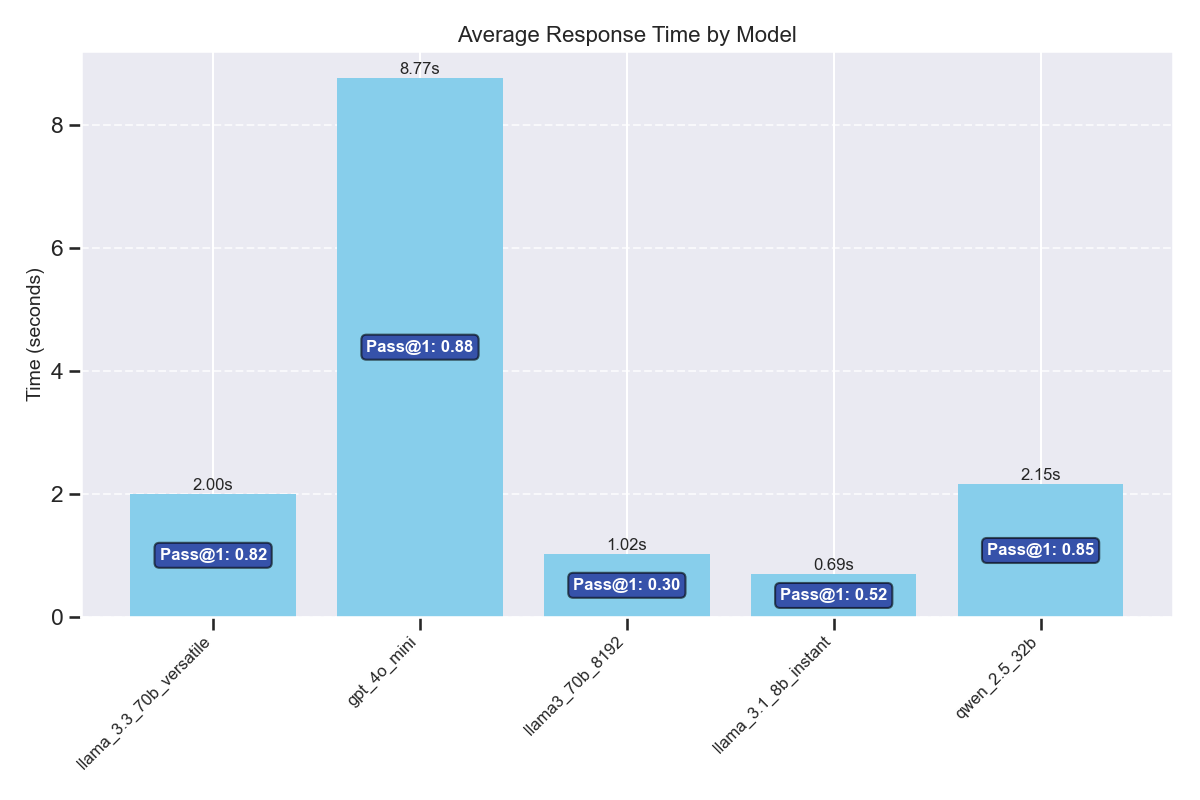 Average Response Time by Model
Time (seconds)
8
6
4
2
0
2.00s
8.77s
1.02s
0.69s
2.15s
Pass@1: 0.82
Pass@1: 0.88
Pass@1: 0.30
Pass@1: 0.52
Pass@1: 0.85
llama_3.3_70b_versatile
gpt_4o_mini
llama3_70b_8192
llama_3.1_8b_instant
qwen_2.5_32b